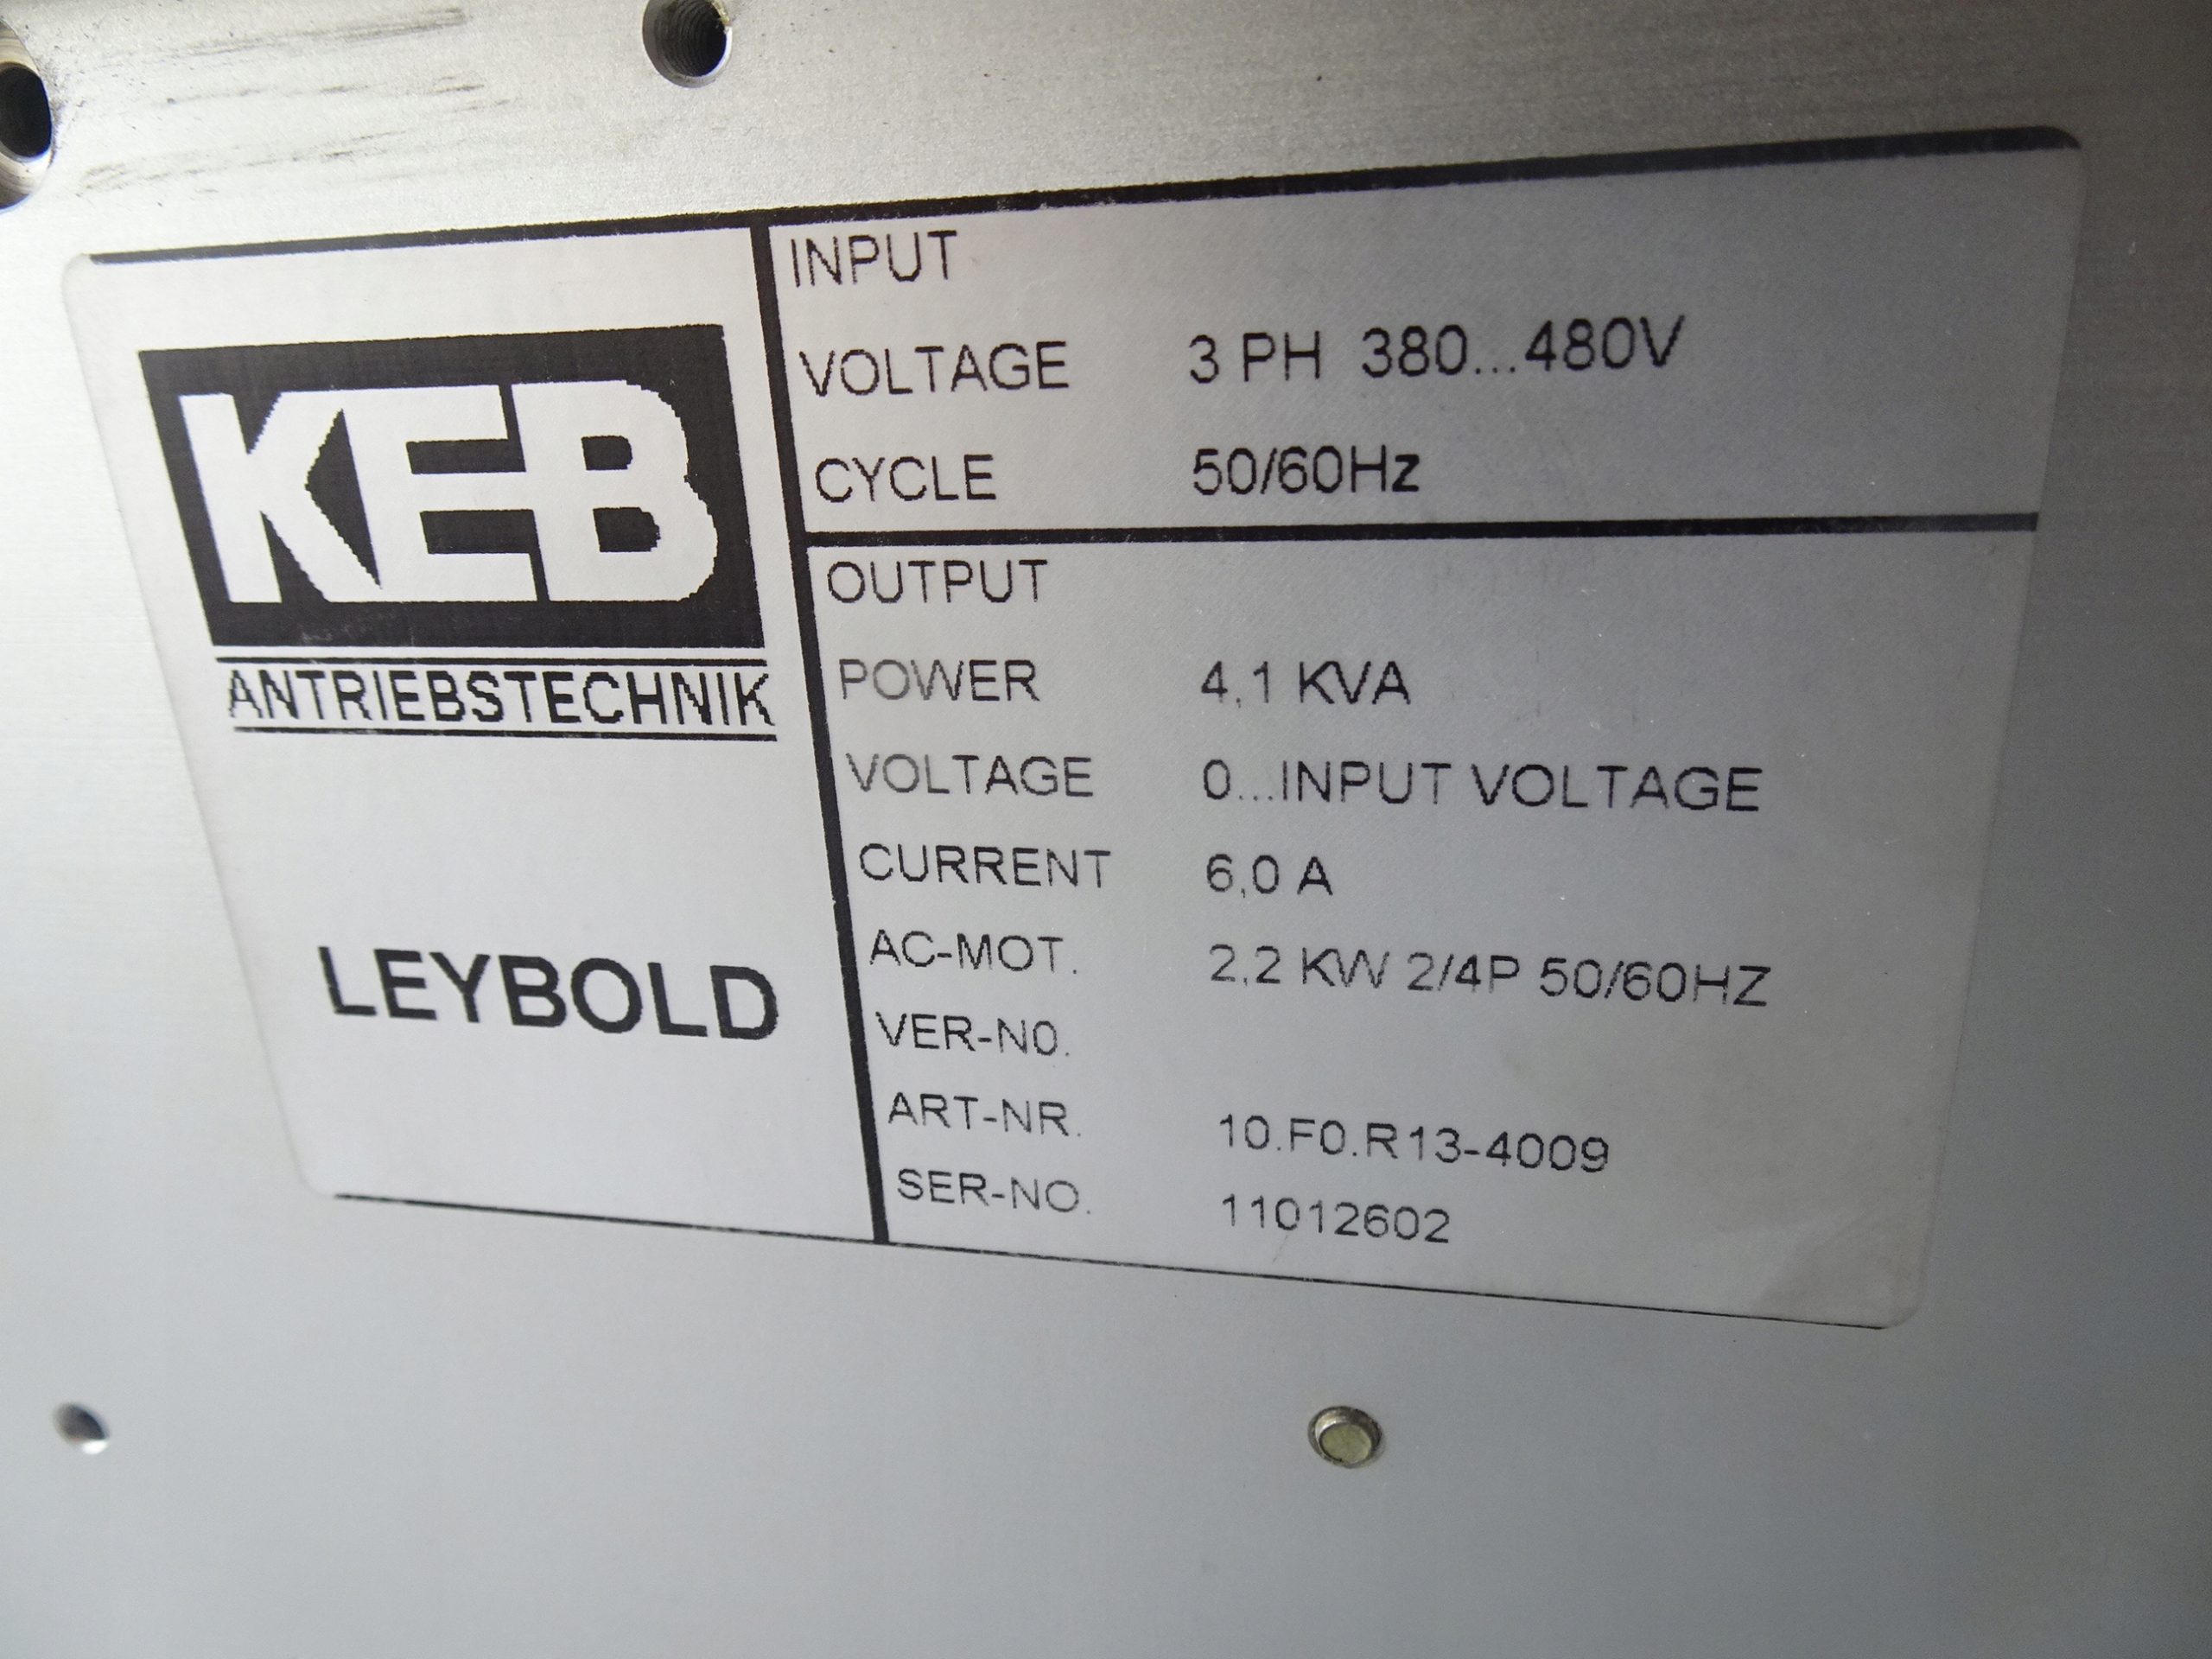 KEB
ANTRIEBSTECHNIK
LEYBOLD
INPUT
VOLTAGE 3 PH 380...480V
CYCLE 50/60Hz
OUTPUT
POWER 4,1 KVA
VOLTAGE 0...INPUT VOLTAGE
CURRENT 6,0 A
AC-MOT. 2,2 KW 2/4P 50/60HZ
VER-NO.
ART-NR. 10.F0.R13-4009
SER-NO. 11012602